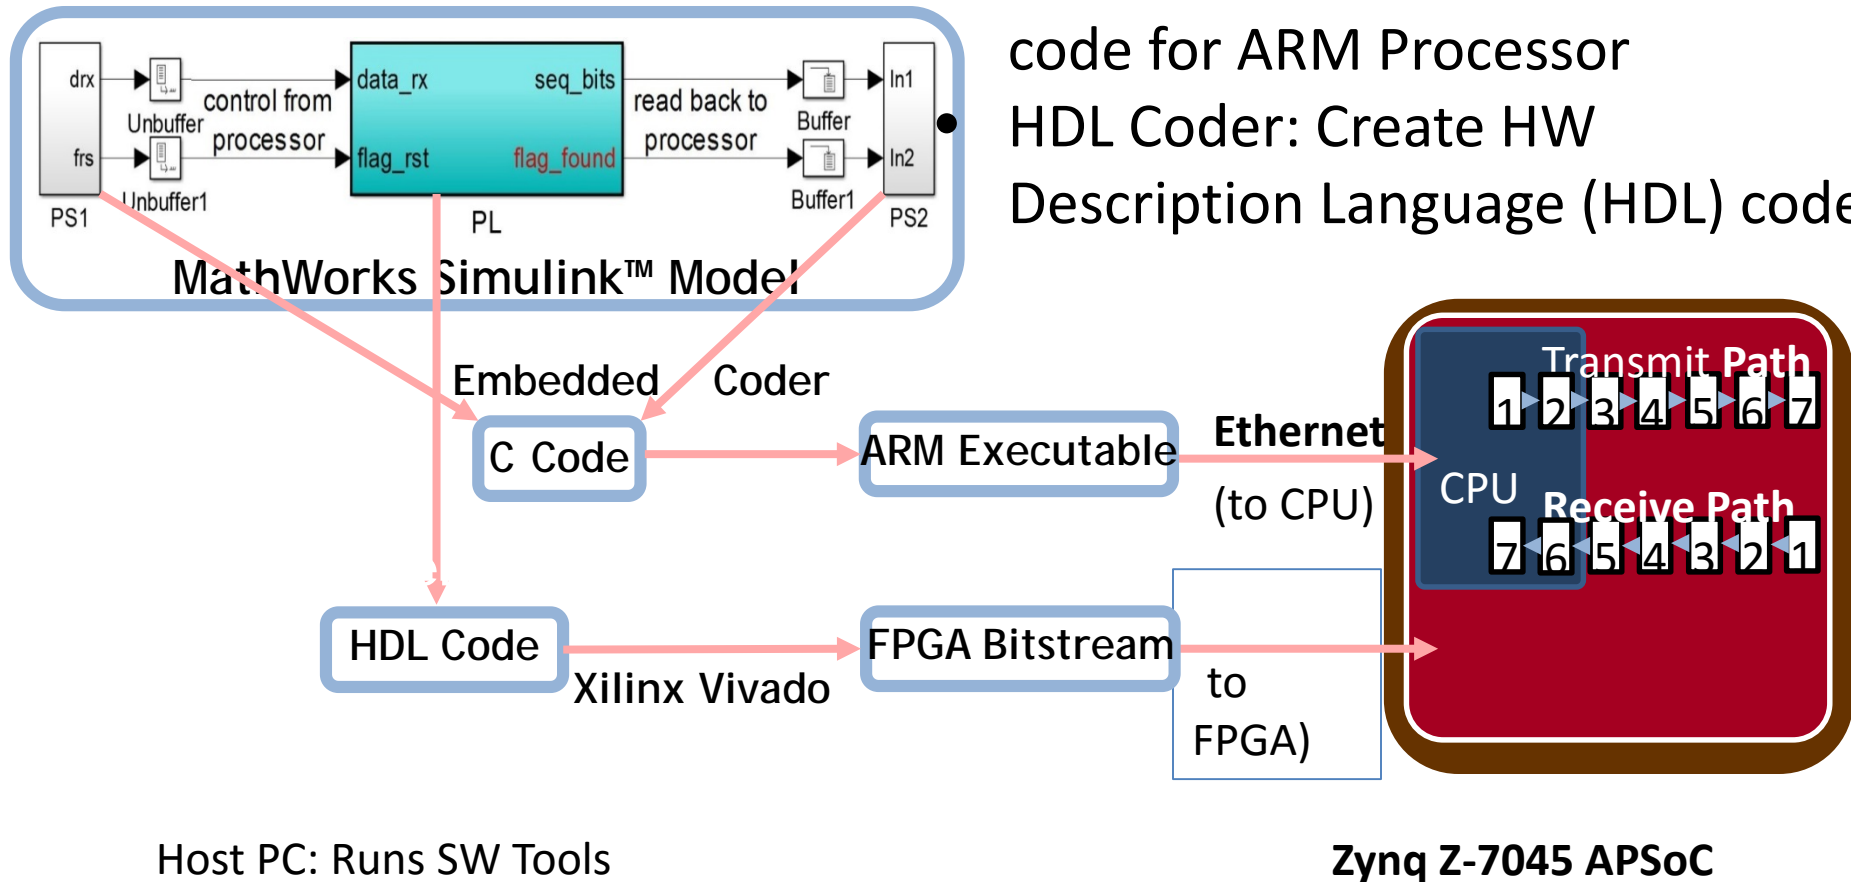 drx
frs
PS1
Unbuffer
Unbuffer1
control from
processor
data_rx
flag_rst
seq_bits
flag_found
PL
read back to
processor
Buffer
Buffer1
In1
In2
PS2
MathWorks Simulink™ Model
•
code for ARM Processor
HDL Coder: Create HW
Description Language (HDL) code
Embedded Coder
C Code
ARM Executable
Ethernet
(to CPU)
HDL Code
Xilinx Vivado
FPGA Bitstream
to
FPGA)
Transmit Path
1 2 3 4 5 6 7
CPU
Receive Path
7 6 5 4 3 2 1
Host PC: Runs SW Tools
Zynq Z-7045 APSoC